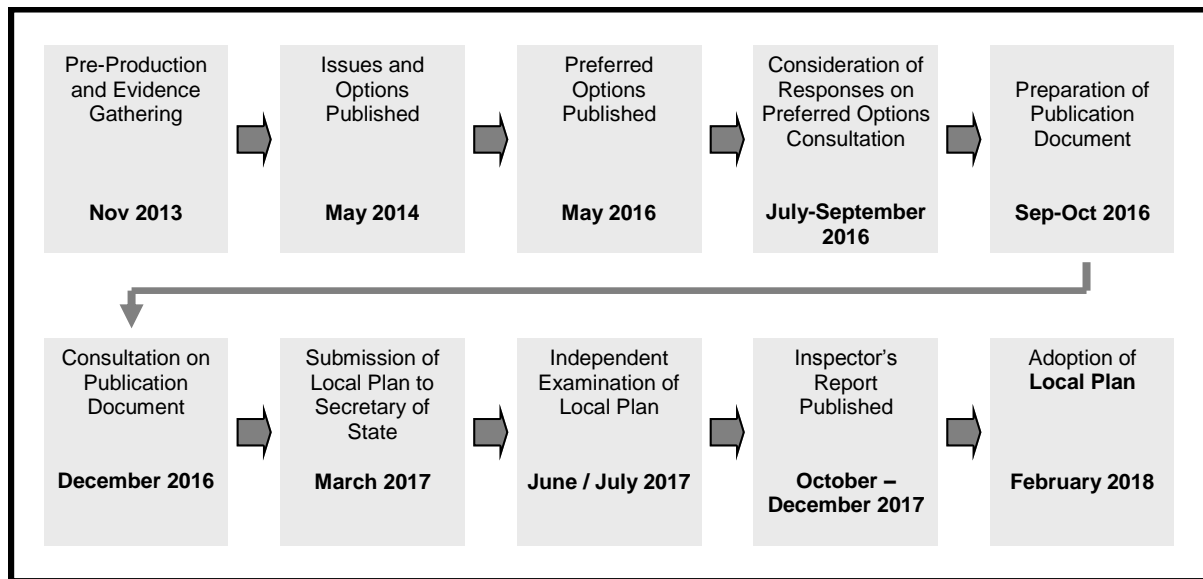 Pre-Production
and Evidence
Gathering
Nov 2013
Issues and
Options
Published
May 2014
Preferred
Options
Published
May 2016
Consideration of
Responses on
Preferred Options
Consultation
July-September
2016
Preparation of
Publication
Document
Sep-Oct 2016
Consultation on
Publication
Document
December 2016
Submission of
Local Plan to
Secretary of
State
March 2017
Independent
Examination of
Local Plan
June / July 2017
Inspector’s
Report
Published
October –
December 2017
Adoption of
Local Plan
February 2018